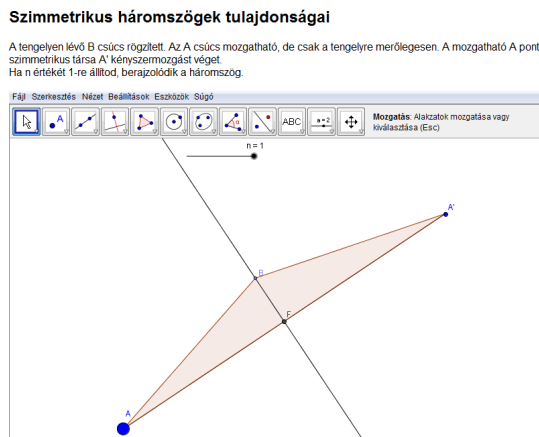 Szimmetrikus háromszögek tulajdonságai
A tengelyen lévő B csúcs rögzített. Az A csúcs mozgatható, de csak a tengelyre merőlegesen. A mozgatható A pont
szimmetrikus társa A' kényszermozgást véget.
Ha n értékét 1-re állítod, berajzolódik a háromszög.
Fájl Szerkesztés Nézet Beállítások Eszközök Súgó
A
α
ABC
a=2
Mozgatás: Alakzatok mozgatása vagy
kiválasztása (Esc)
n = 1
A'
B
F
A